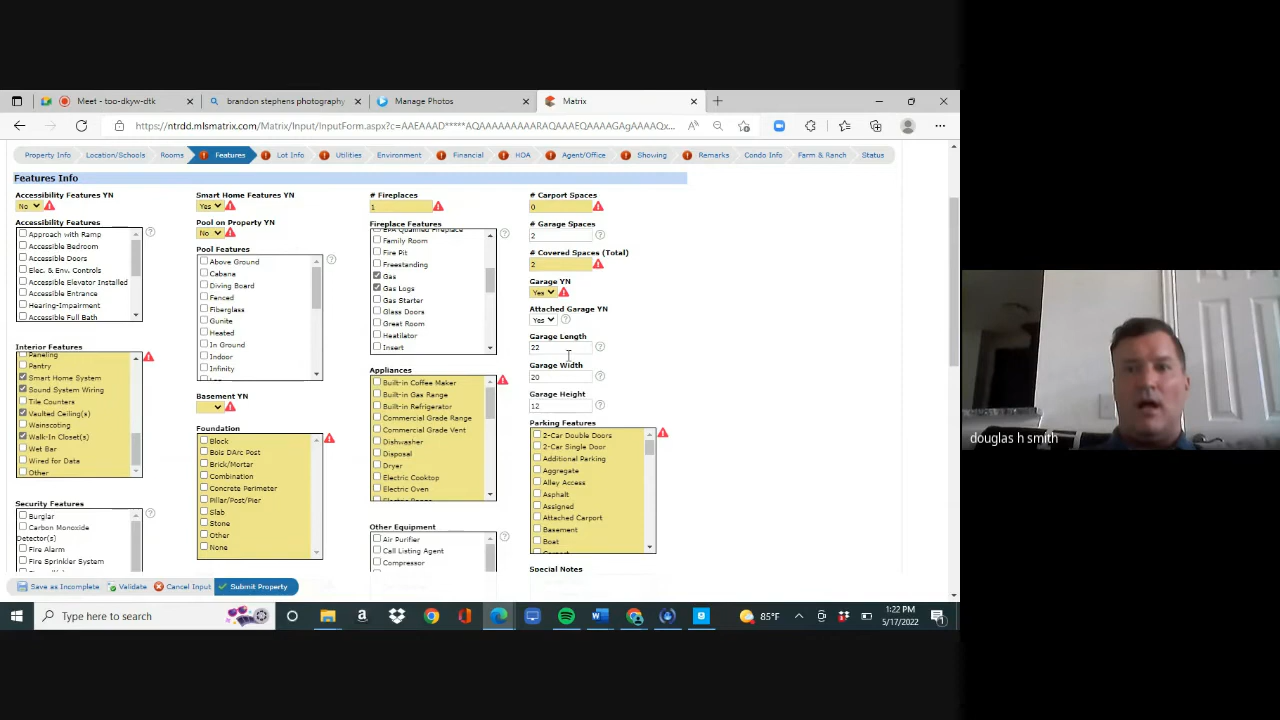 Meet - too-dkyw-dtk
brandon stephens photography
Manage Photos
Matrix
https://ntrdd.mlsmatrix.com/Matrix/Input/InputForm.aspx?c=AAEAAAD*****AQAAAAAAAAARAQAAAEQAAAAGAgAAAAQx...
Property Info
Location/Schools
Rooms
Features
Lot Info
Utilities
Environment
Financial
HOA
Agent/Office
Showing
Remarks
Condo Info
Farm & Ranch
Status
Features Info
Accessibility Features YN
No
Accessibility Features
Approach with Ramp
Accessible Bedroom
Accessible Doors
Elec. & Env. Controls
Accessible Elevator Installed
Accessible Entrance
Hearing-Impairment
Accessible Full Bath
Interior Features
Paneling
Pantry
Smart Home System
Sound System Wiring
Tile Counters
Vaulted Ceiling(s)
Wainscoting
Walk-In Closet(s)
Wet Bar
Wired for Data
Other
Security Features
Burglar
Carbon Monoxide
Detector(s)
Fire Alarm
Fire Sprinkler System
Smart Home Features YN
Yes
Pool on Property YN
No
Pool Features
Above Ground
Cabana
Diving Board
Fenced
Fiberglass
Gunite
Heated
In Ground
Indoor
Infinity
Basement YN
Foundation
Block
Bois DArc Post
Brick/Mortar
Combination
Concrete Perimeter
Pillar/Post/Pier
Slab
Stone
Other
None
# Fireplaces
1
Fireplace Features
EPA Qualified Fireplace
Family Room
Fire Pit
Freestanding
Gas
Gas Logs
Gas Starter
Glass Doors
Great Room
Heatilator
Insert
Appliances
Built-in Coffee Maker
Built-in Gas Range
Built-in Refrigerator
Commercial Grade Range
Commercial Grade Vent
Dishwasher
Disposal
Dryer
Electric Cooktop
Electric Oven
Electric Range
Other Equipment
Air Purifier
Call Listing Agent
Compressor
# Carport Spaces
0
# Garage Spaces
2
# Covered Spaces (Total)
2
Garage YN
Yes
Attached Garage YN
Yes
Garage Length
22
Garage Width
20
Garage Height
12
Parking Features
2-Car Double Doors
2-Car Single Door
Additional Parking
Aggregate
Alley Access
Asphalt
Assigned
Attached Carport
Basement
Boat
Carport
Special Notes
Save as Incomplete
Validate
Cancel Input
Submit Property
Type here to search
85°F
1:22 PM
5/17/2022
douglas h smith